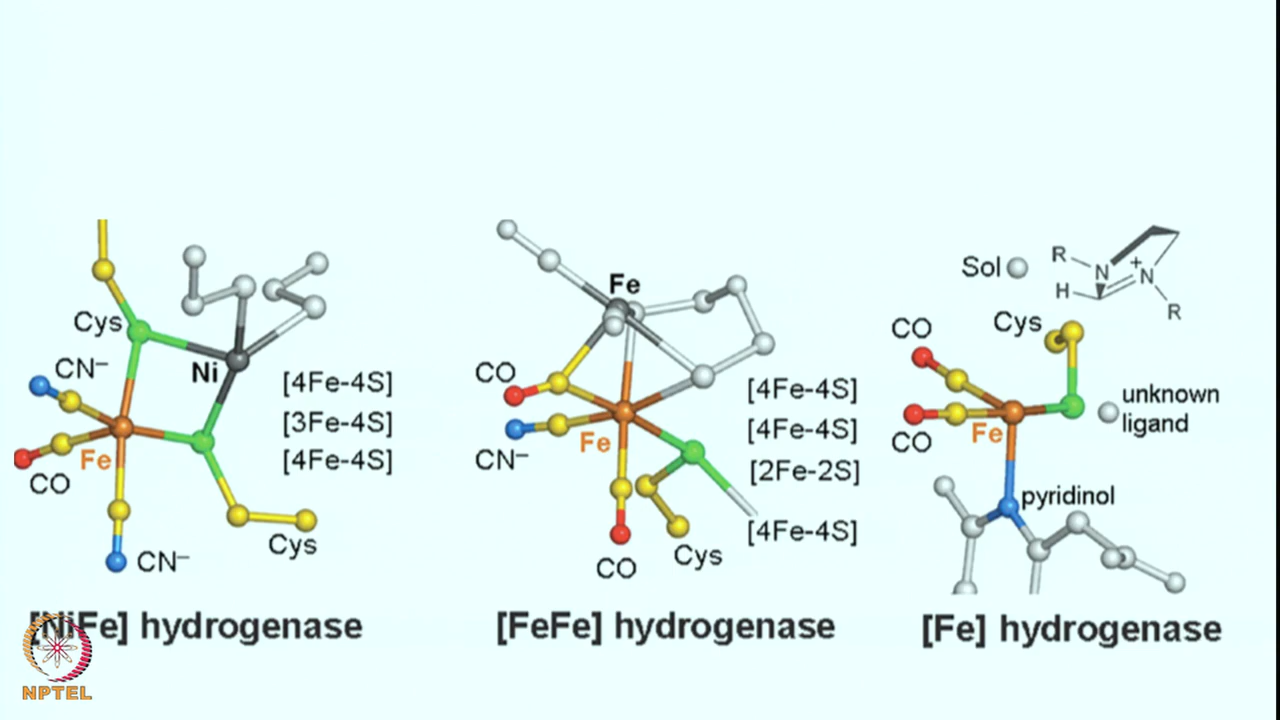 Cys
CN–
Ni
Fe
CO
CN–
Cys
[4Fe-4S]
[3Fe-4S]
[4Fe-4S]
[NiFe] hydrogenase
Fe
CO
CN–
Fe
CO
Cys
[4Fe-4S]
[4Fe-4S]
[2Fe-2S]
[4Fe-4S]
[FeFe] hydrogenase
Sol
R
N
+
N
H
R
CO
Cys
CO
Fe
unknown
ligand
pyridinol
[Fe] hydrogenase
NPTEL